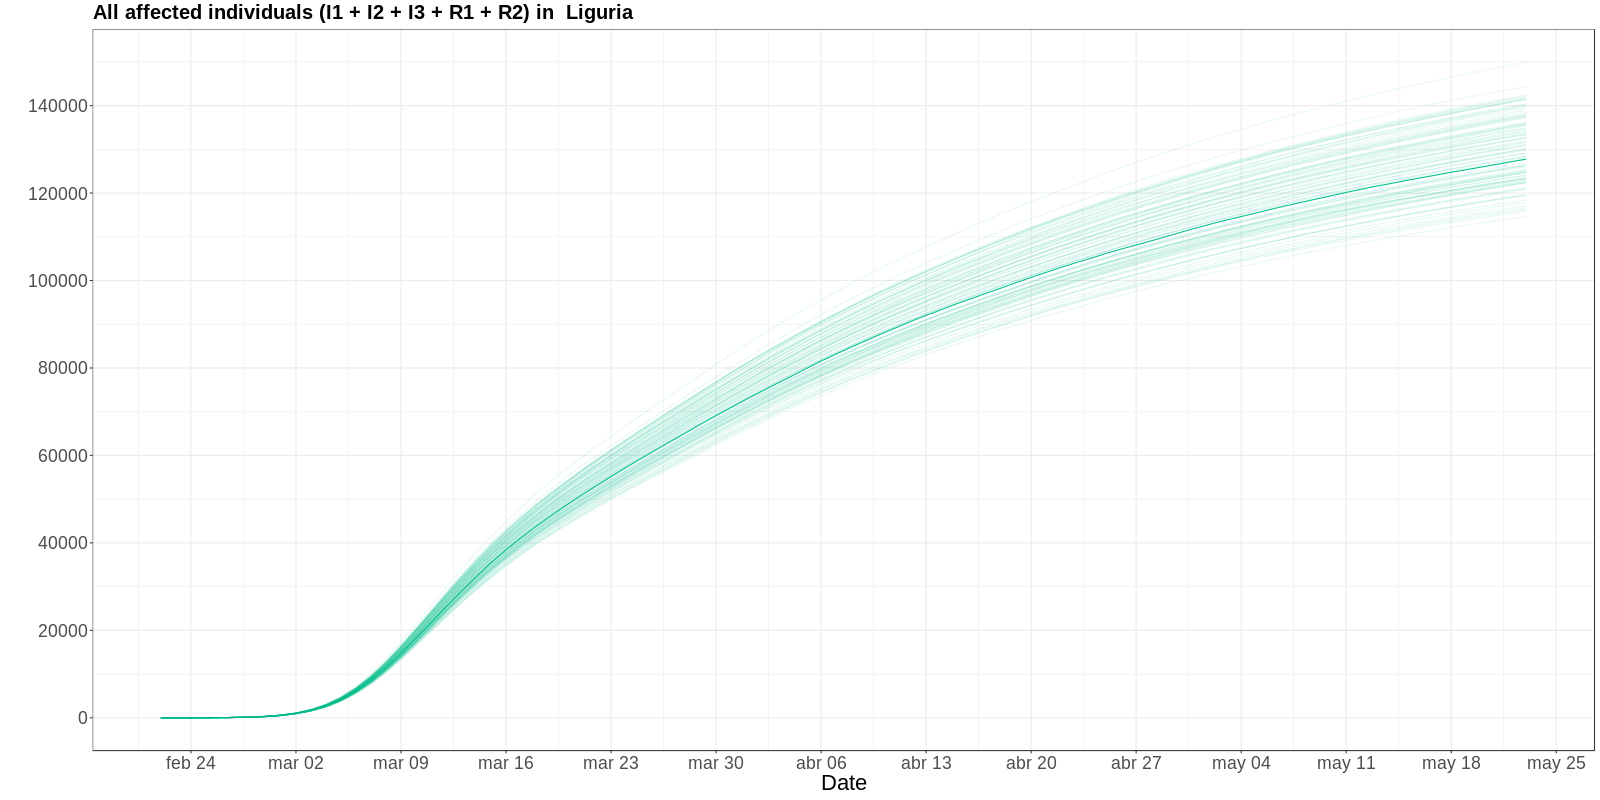 All affected individuals (I1 + I2 + I3 + R1 + R2) in  Liguria
140000
120000
100000
80000
60000
40000
20000
0
feb 24 mar 02 mar 09 mar 16 mar 23 mar 30 abr 06 abr 13 abr 20 abr 27 may 04 may 11 may 18 may 25
Date